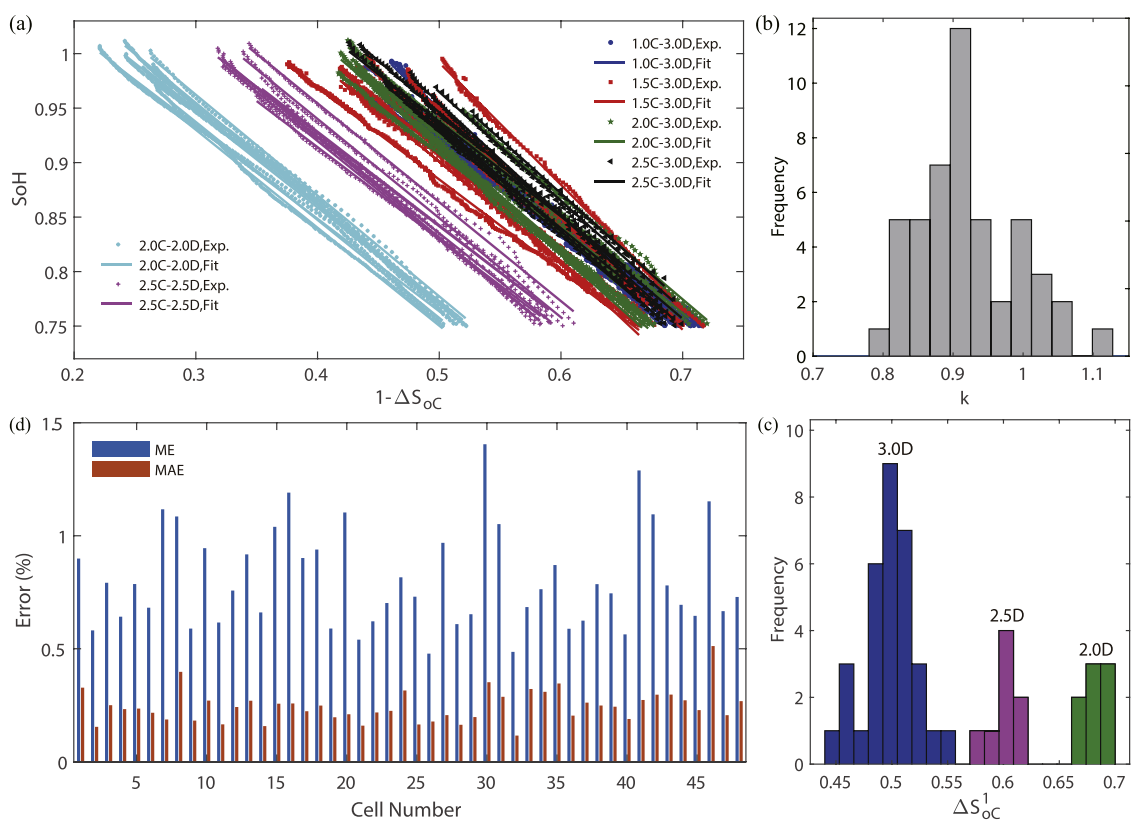 (a)
SoH
1
0.95
0.9
0.85
0.8
0.75
0.2
0.3
0.4
0.5
0.6
0.7
1-ΔSoC
1.0C-3.0D,Exp.
1.0C-3.0D,Fit
1.5C-3.0D,Exp.
1.5C-3.0D,Fit
2.0C-3.0D,Exp.
2.0C-3.0D,Fit
2.5C-3.0D,Exp.
2.5C-3.0D,Fit
2.0C-2.0D,Exp.
2.0C-2.0D,Fit
2.5C-2.5D,Exp.
2.5C-2.5D,Fit
(b)
Frequency
12
10
8
6
4
2
0
0.7
0.8
0.9
1
1.1
k
(d)
Error (%)
1.5
1
0.5
0
ME
MAE
5
10
15
20
25
30
35
40
45
Cell Number
(c)
Frequency
10
8
6
4
2
0
3.0D
2.5D
2.0D
0.45
0.5
0.55
0.6
0.65
0.7
ΔS¹oC